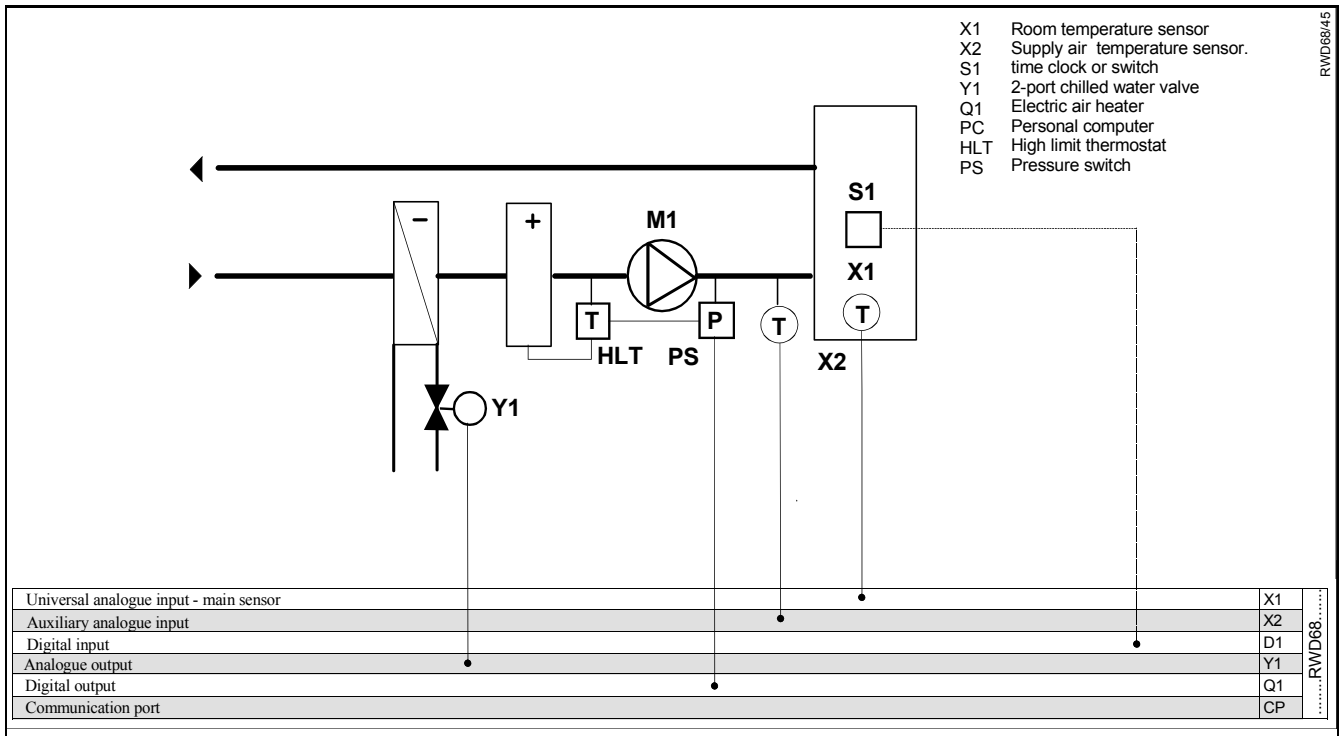 X1 Room temperature sensor
X2 Supply air temperature sensor.
S1 time clock or switch
Y1 2-port chilled water valve
Q1 Electric air heater
PC Personal computer
HLT High limit thermostat
PS Pressure switch
RWD68/45
S1
- + M1
X1
T P T T
HLT PS X2
Y1
Universal analogue input - main sensor X1
Auxiliary analogue input X2
Digital input D1
Analogue output Y1
Digital output Q1
Communication port CP
........RWD68........